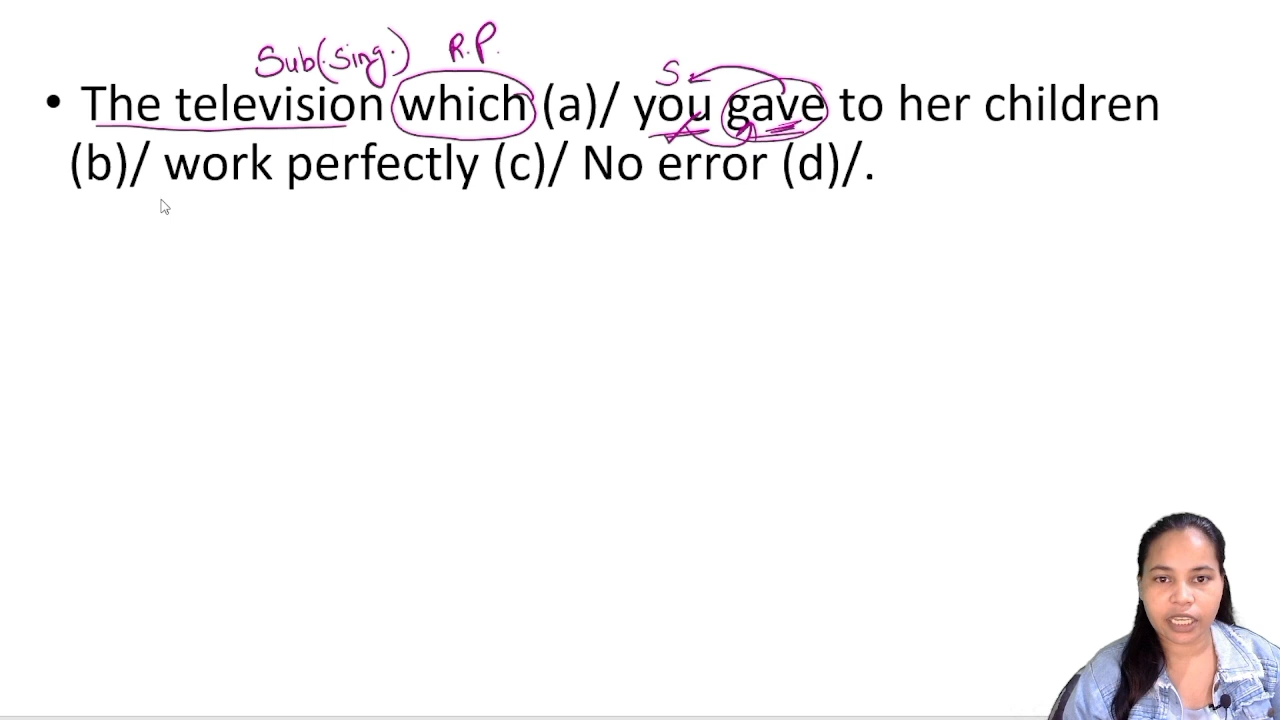 Sub(Sing.) R.P.
S
• The television which (a)/ you gave to her children
(b)/ work perfectly (c)/ No error (d)/.